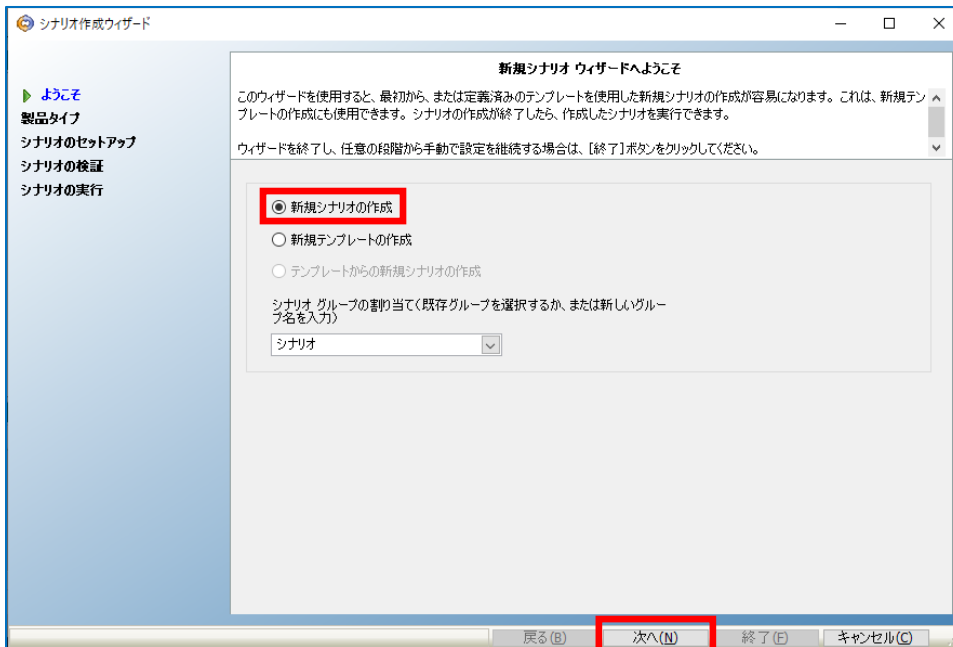 シナリオ作成ウィザード
ようこそ
製品タイプ
シナリオのセットアップ
シナリオの検証
シナリオの実行
新規シナリオ ウィザードへようこそ
このウィザードを使用すると、最初から、または定義済みのテンプレートを使用した新規シナリオの作成が容易になります。これは、新規テン
プレートの作成にも使用できます。シナリオの作成が終了したら、作成したシナリオを実行できます。
ウィザードを終了し、任意の段階から手動で設定を継続する場合は、[終了]ボタンをクリックしてください。
新規シナリオの作成
新規テンプレートの作成
テンプレートからの新規シナリオの作成
シナリオ グループの割り当て(既存グループを選択するか、または新しいグルー
プ名を入力)
シナリオ
戻る(B) 次へ(N) 終了(F) キャンセル(C)